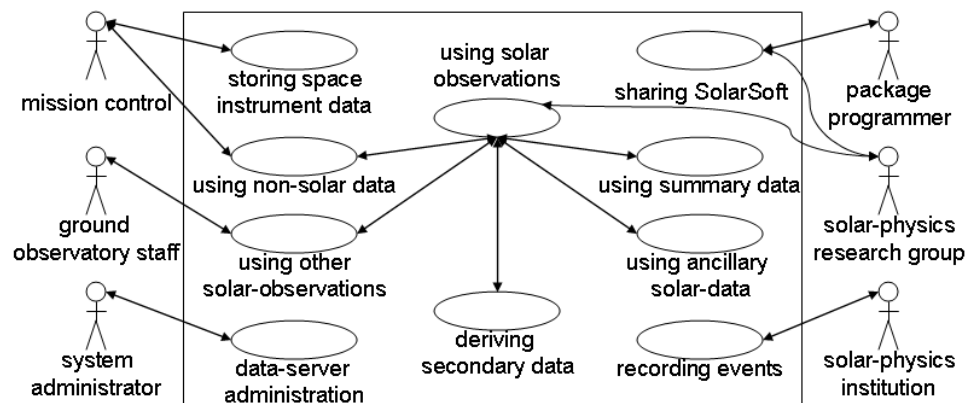 mission control
storing space
instrument data
using solar
observations
sharing SolarSoft
package
programmer
using non-solar data
using summary data
ground
observatory staff
using other
solar-observations
using ancillary
solar-data
solar-physics
research group
system
administrator
data-server
administration
deriving
secondary data
recording events
solar-physics
institution